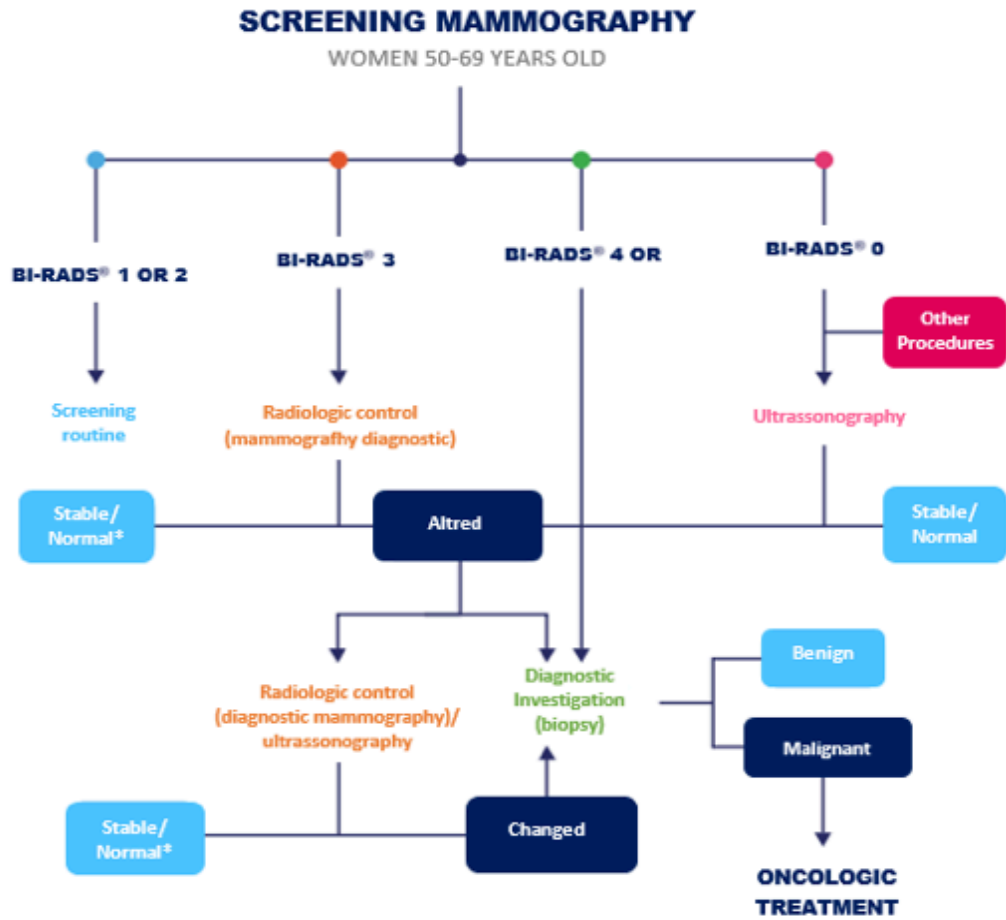 SCREENING MAMMOGRAPHY
WOMEN 50-69 YEARS OLD
BI-RADS® 1 OR 2
BI-RADS® 3
BI-RADS® 4 OR
BI-RADS® 0
Other
Procedures
Screening
routine
Radiologic control
(mammografhy diagnostic)
Ultrassonography
Stable/
Normal*
Altred
Stable/
Normal
Radiologic control
(diagnostic mammography)/
ultrassonography
Diagnostic
Investigation
(biopsy)
Benign
Malignant
Stable/
Normal*
Changed
ONCOLOGIC
TREATMENT